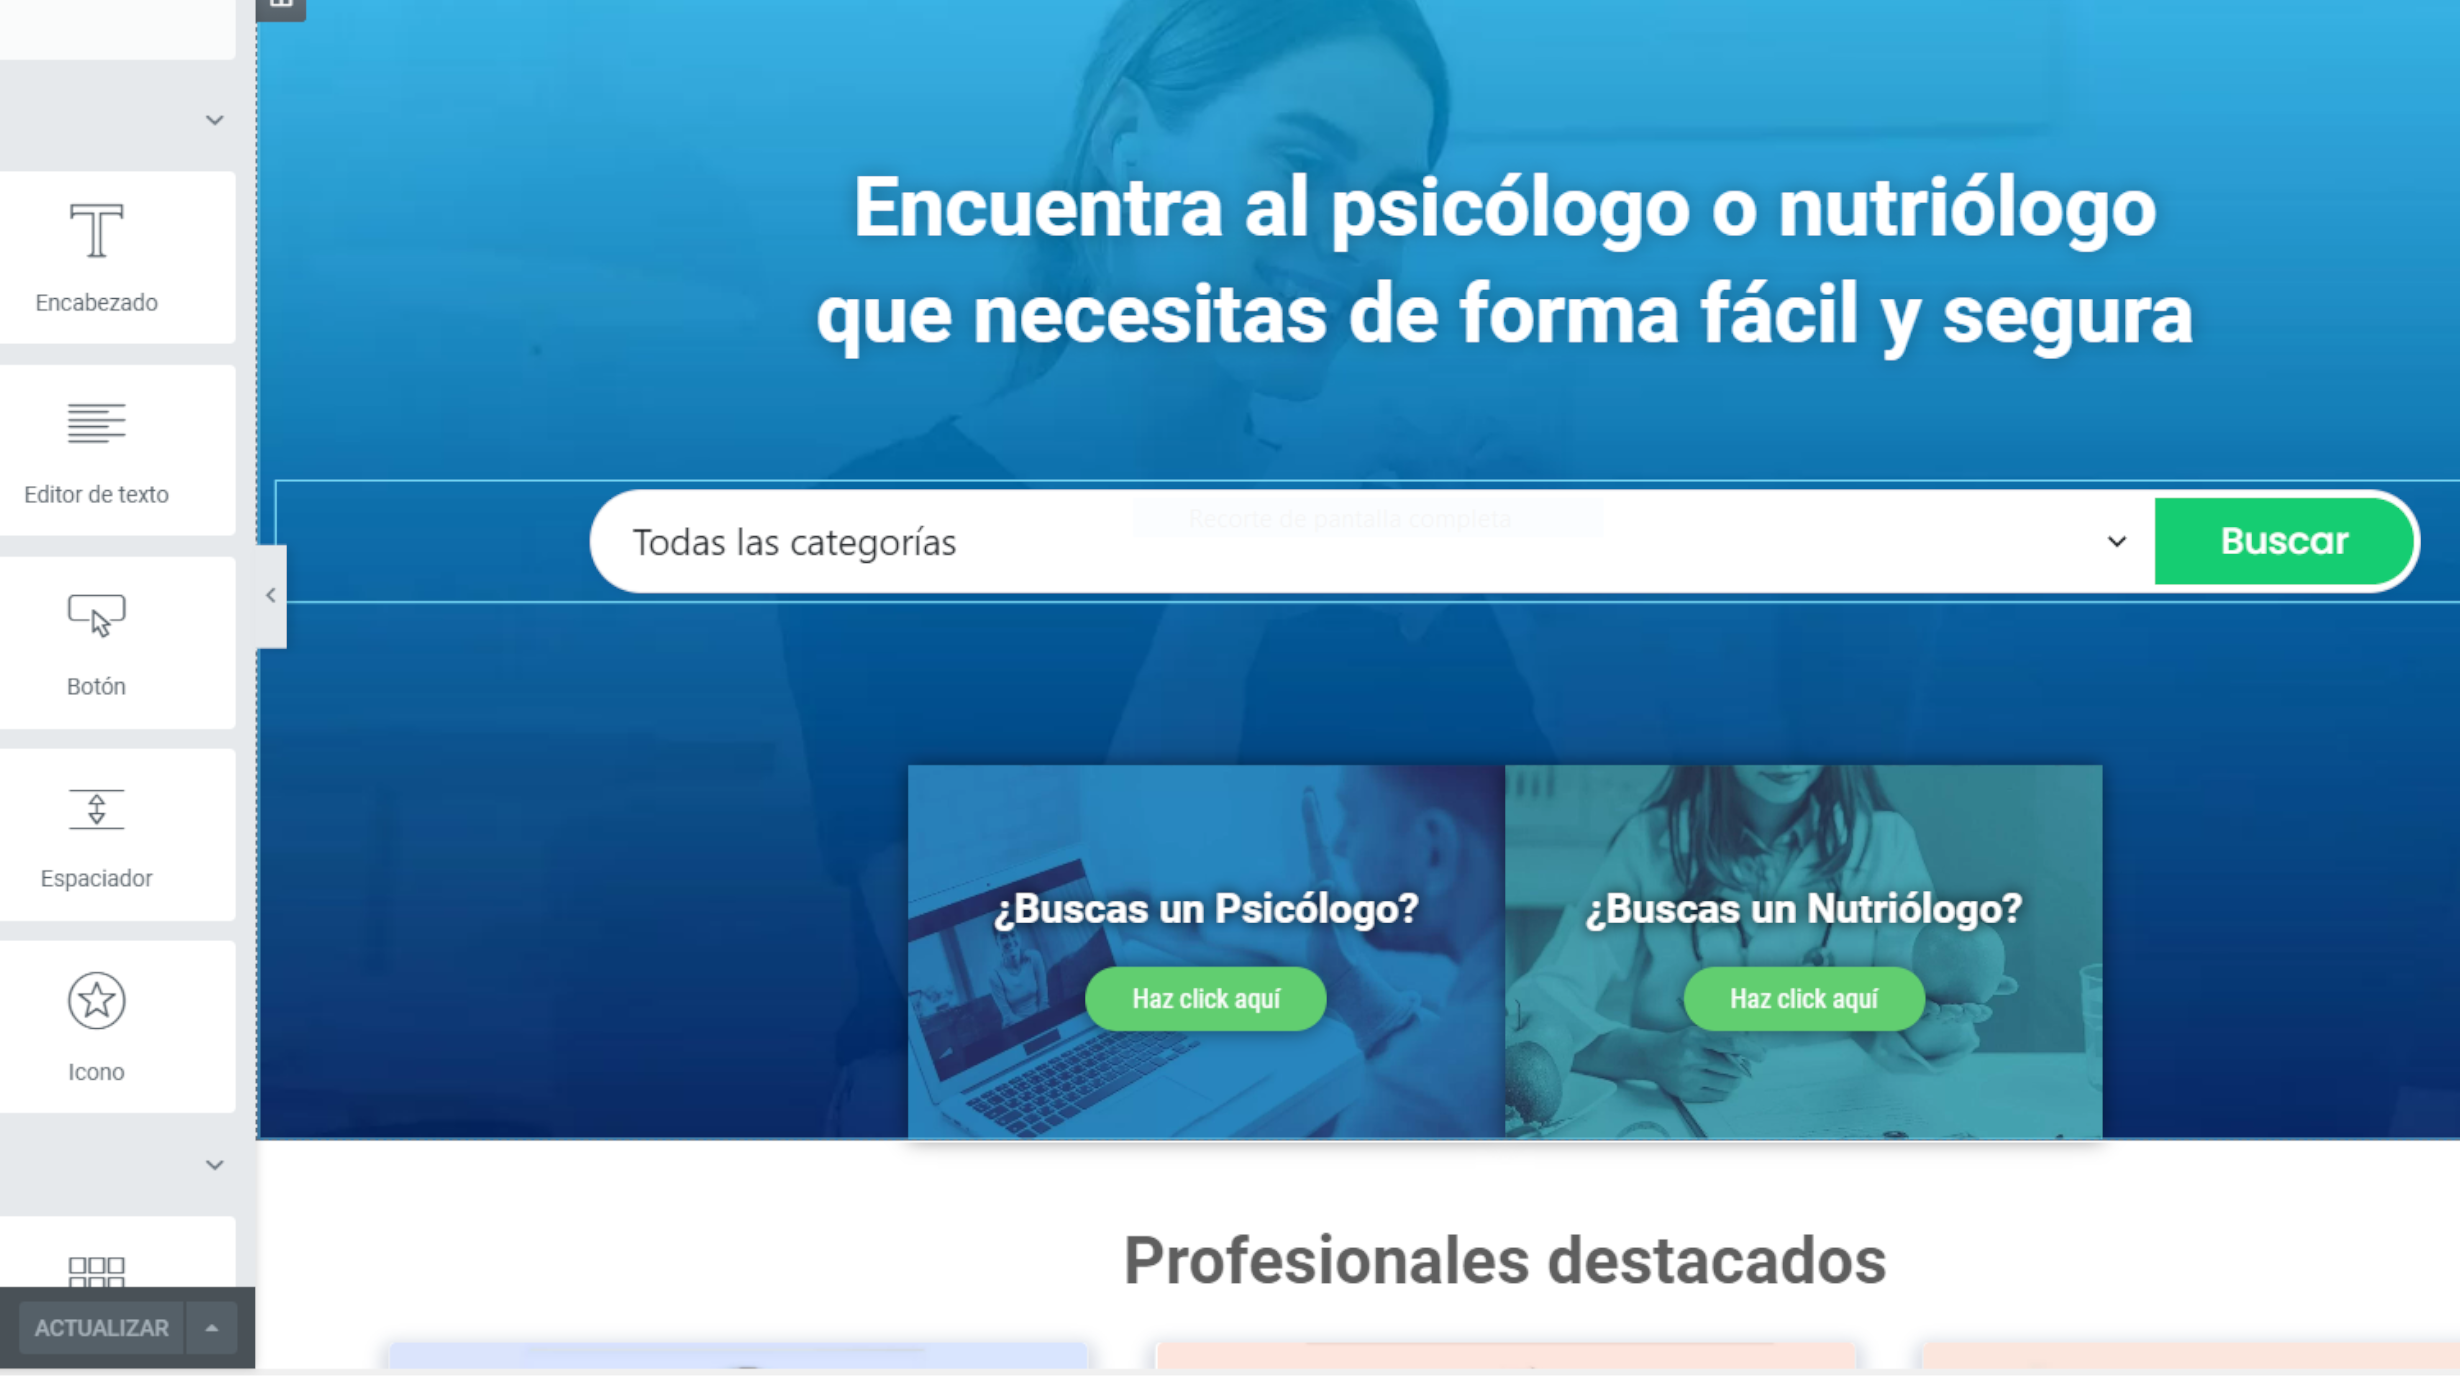 Encabezado
Editor de texto
Botón
Espaciador
Icono
ACTUALIZAR
Encuentra al psicólogo o nutriólogo
que necesitas de forma fácil y segura
Todas las categorías
Recorte de pantalla completa
Buscar
¿Buscas un Psicólogo?
Haz click aquí
¿Buscas un Nutriólogo?
Haz click aquí
Profesionales destacados